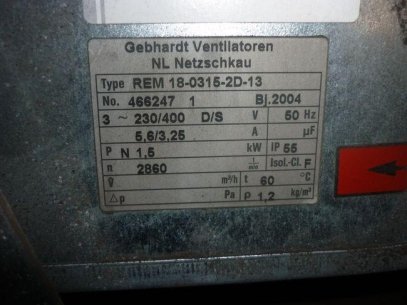 Gebhardt Ventilatoren
NL Netzschkau
Type REM 18-0315-2D-13
No. 466247 1 Bj.2004
3 ~ 230/400 D/S V 50 Hz
5,6/3,25 A µF
P N 1,5 kW IP 55
n 2860 1/min Isol.-Cl. F
V̇ m³/h t 60 °C
Δp Pa ρ 1,2 kg/m³